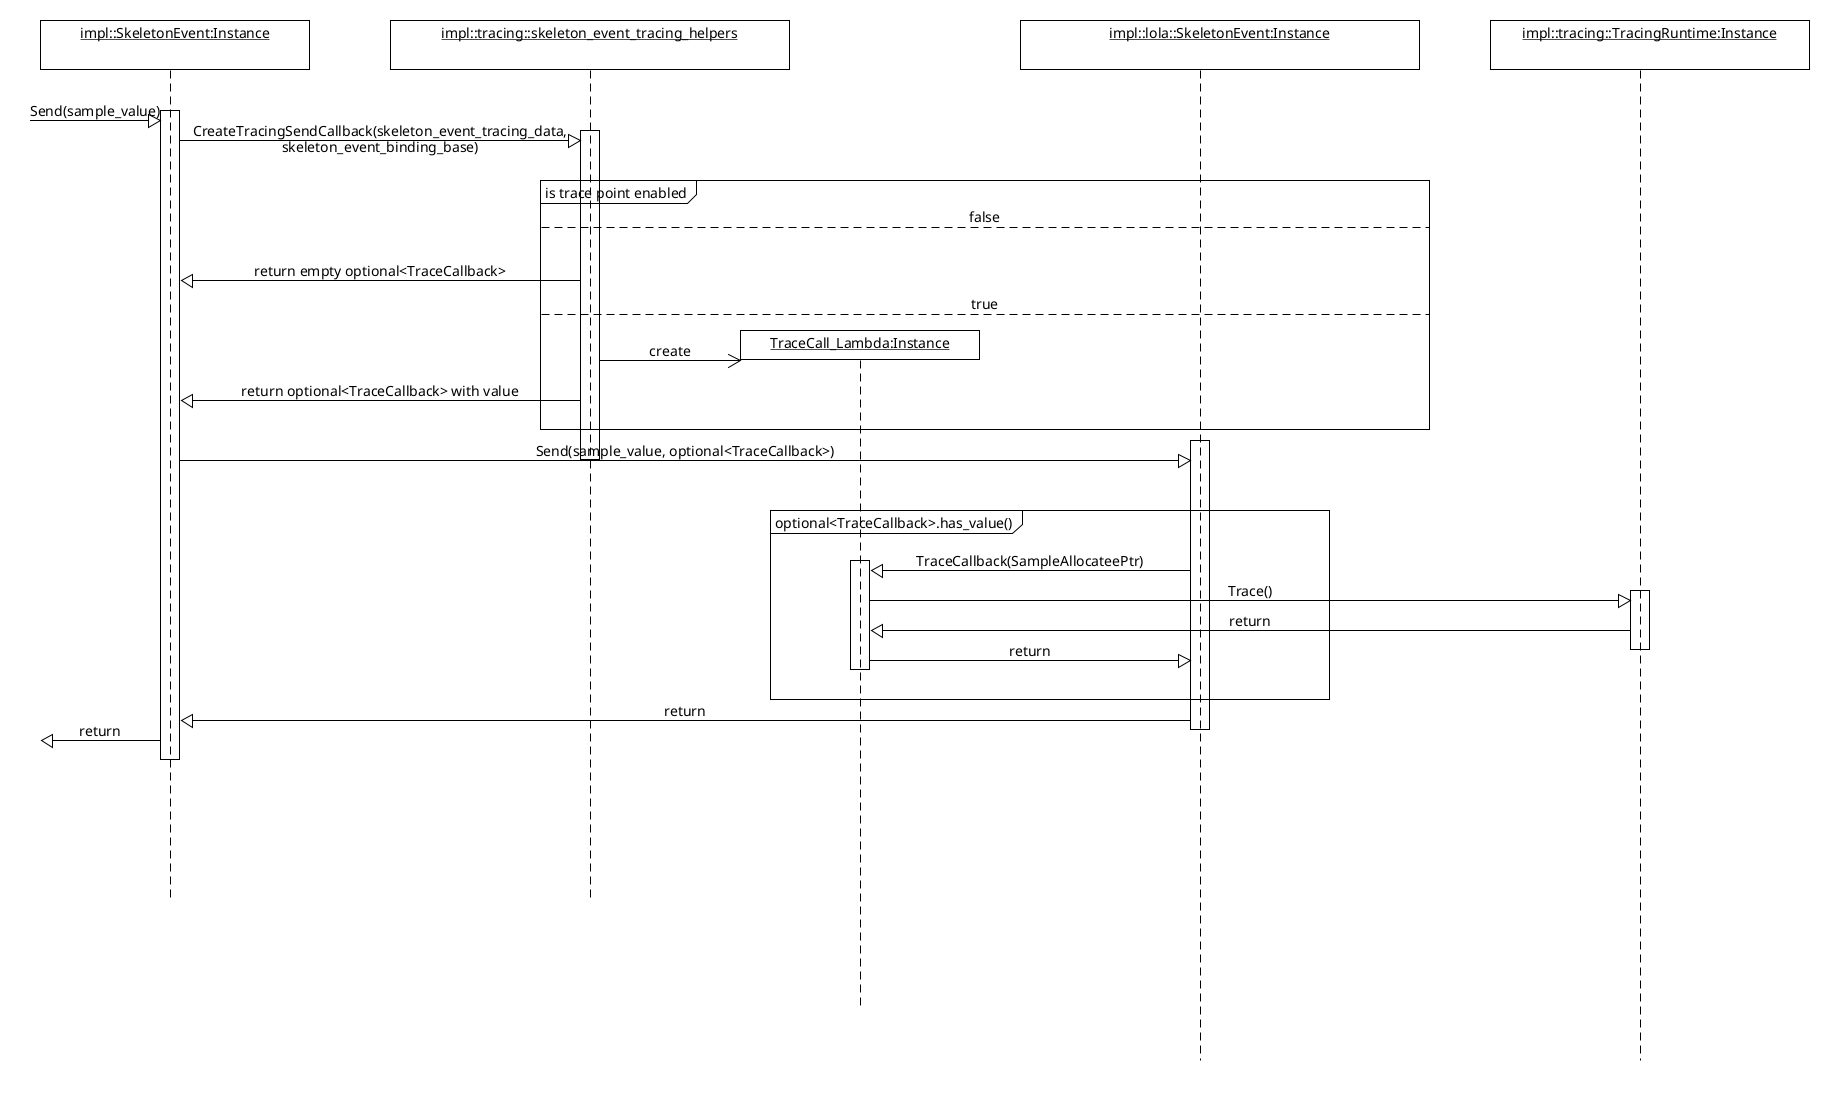 impl::SkeletonEvent:Instance
impl::tracing::skeleton_event_tracing_helpers
impl::lola::SkeletonEvent:Instance
impl::tracing::TracingRuntime:Instance
Send(sample_value)
CreateTracingSendCallback(skeleton_event_tracing_data,
skeleton_event_binding_base)
is trace point enabled
false
return empty optional<TraceCallback>
true
TraceCall_Lambda:Instance
create
return optional<TraceCallback> with value
Send(sample_value, optional<TraceCallback>)
optional<TraceCallback>.has_value()
TraceCallback(SampleAllocateePtr)
Trace()
return
return
return
return